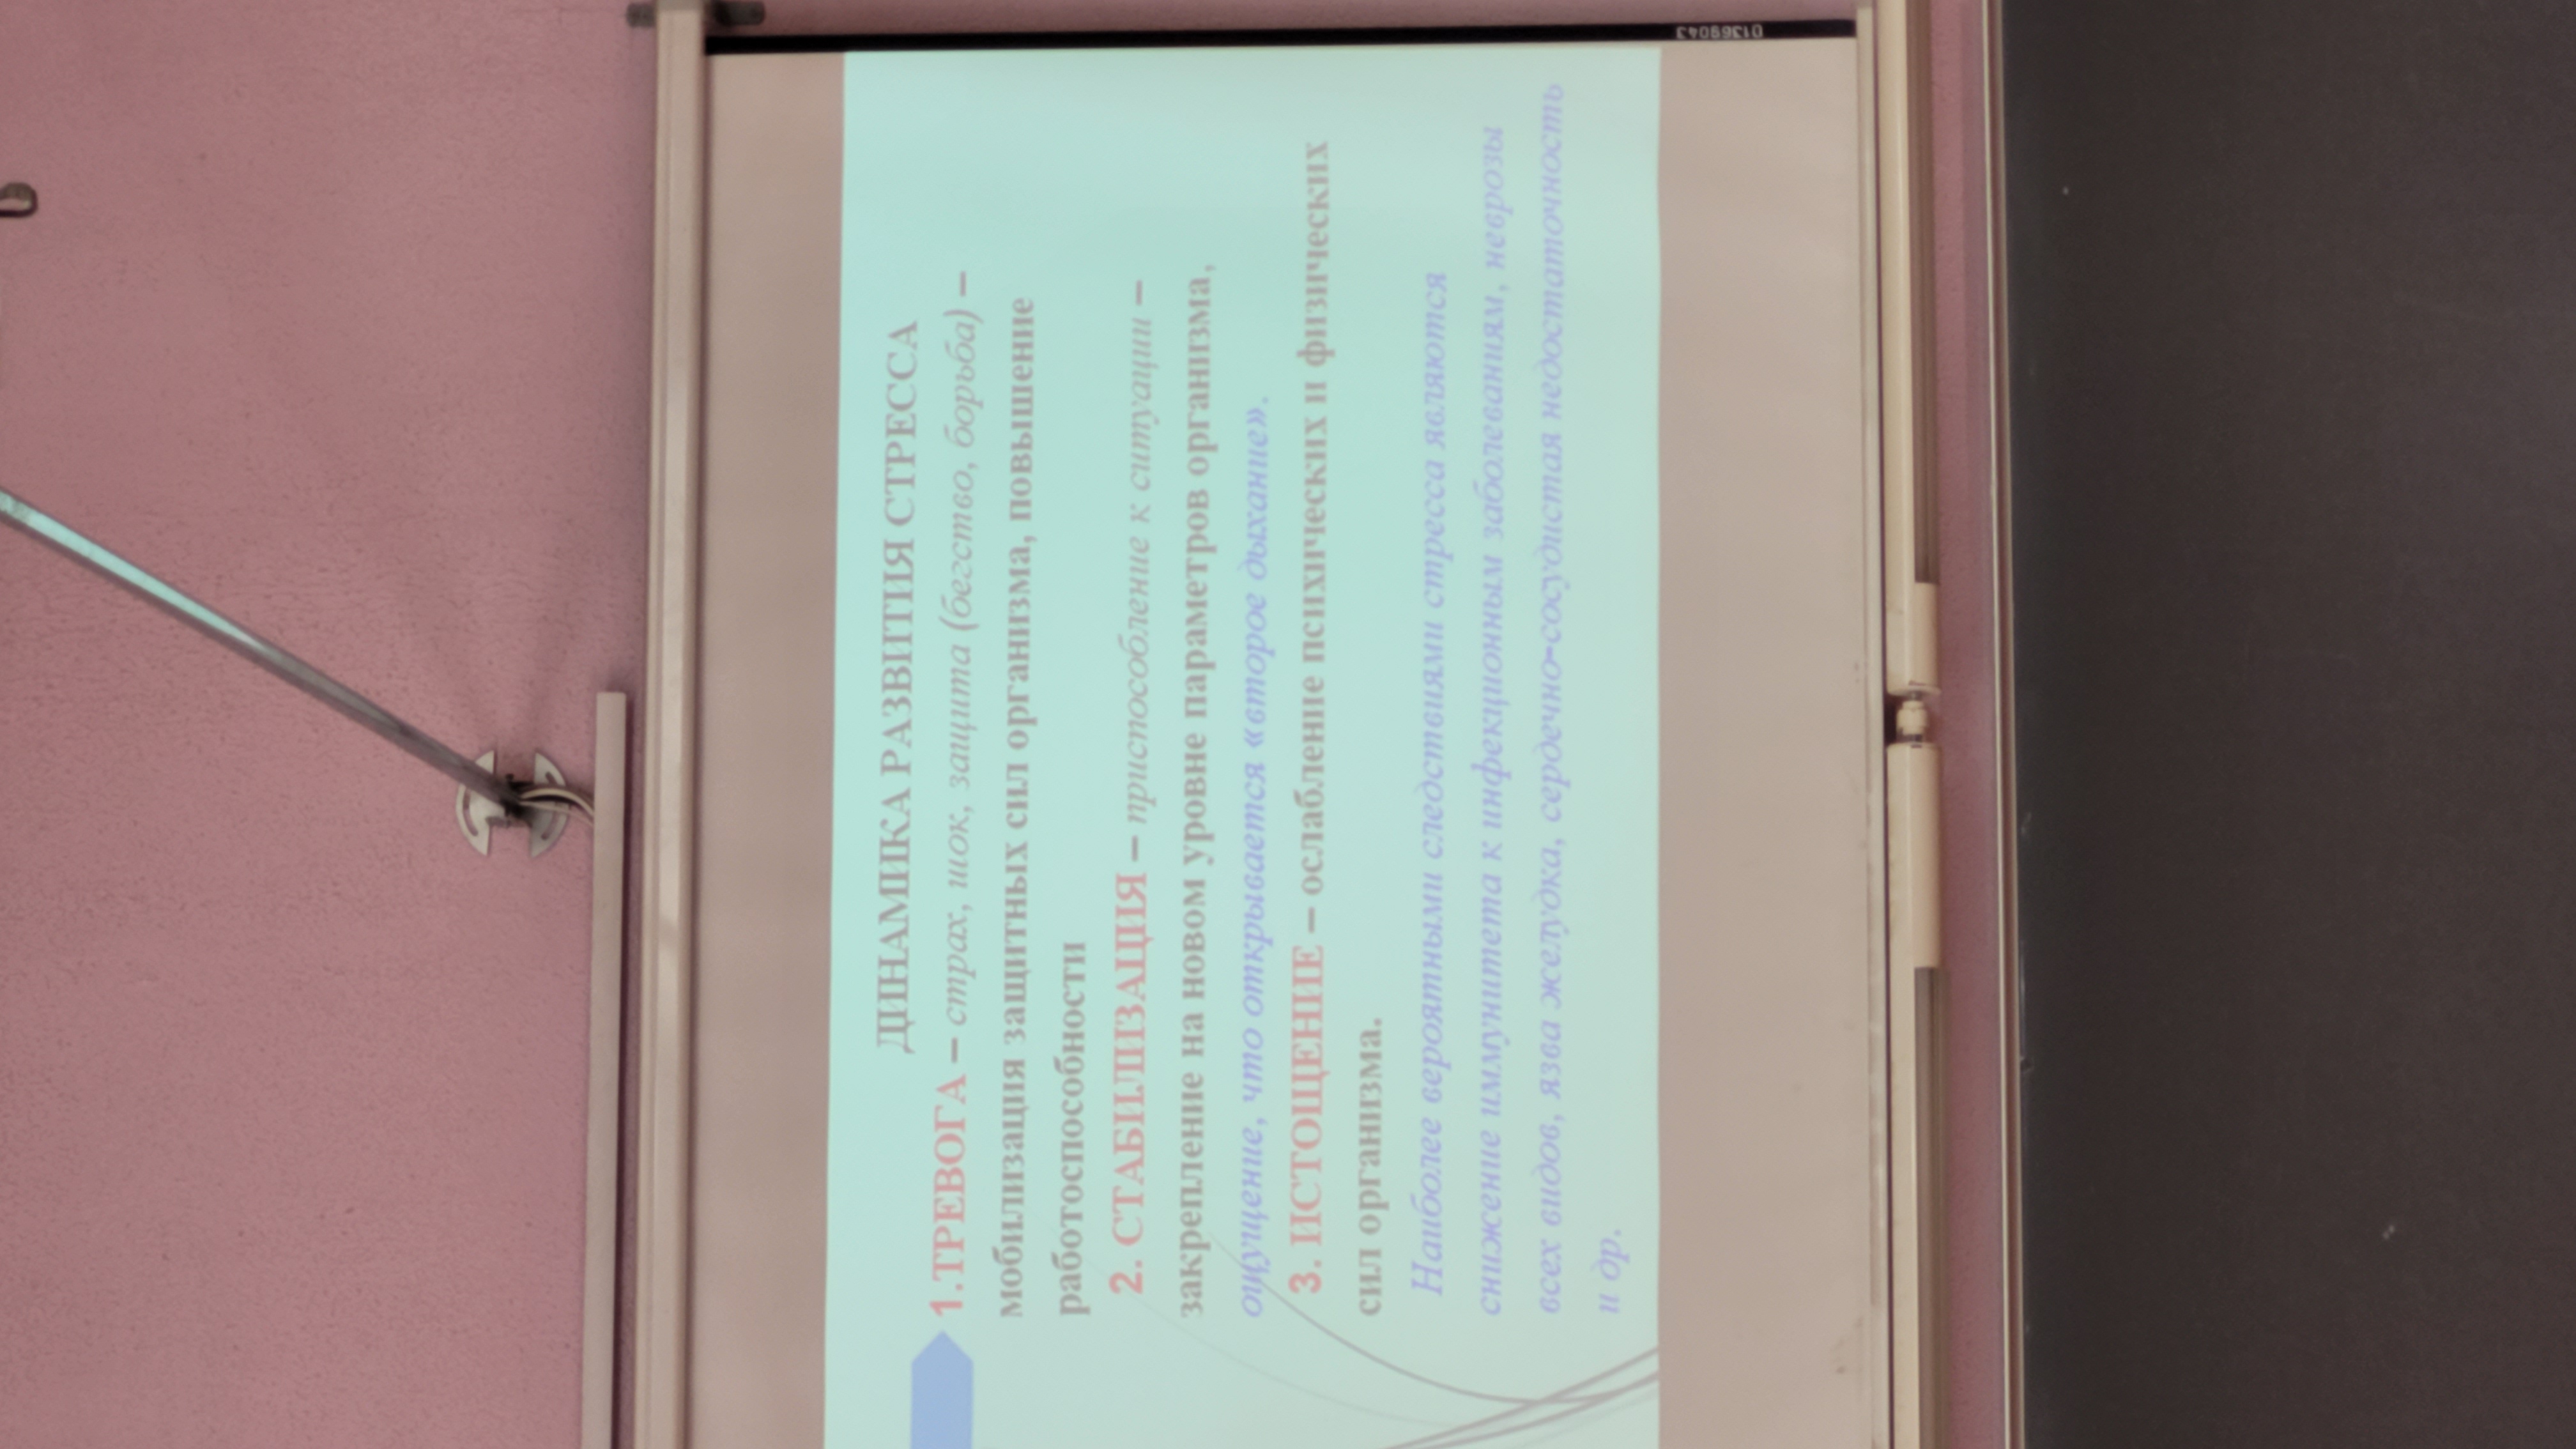 ДИНАМИКА РАЗВИТИЯ СТРЕССА
1.ТРЕВОГА – страх, шок, защита (бегство, борьба) –
мобилизация защитных сил организма, повышение
работоспособности
2. СТАБИЛИЗАЦИЯ – приспособление к ситуации –
закрепление на новом уровне параметров организма,
ощущение, что открывается «второе дыхание».
3. ИСТОЩЕНИЕ – ослабление психических и физических
сил организма.
Наиболее вероятными следствиями стресса являются
снижение иммунитета к инфекционным заболеваниям, неврозы
всех видов, язва желудка, сердечно-сосудистая недостаточность
и др.
01369043